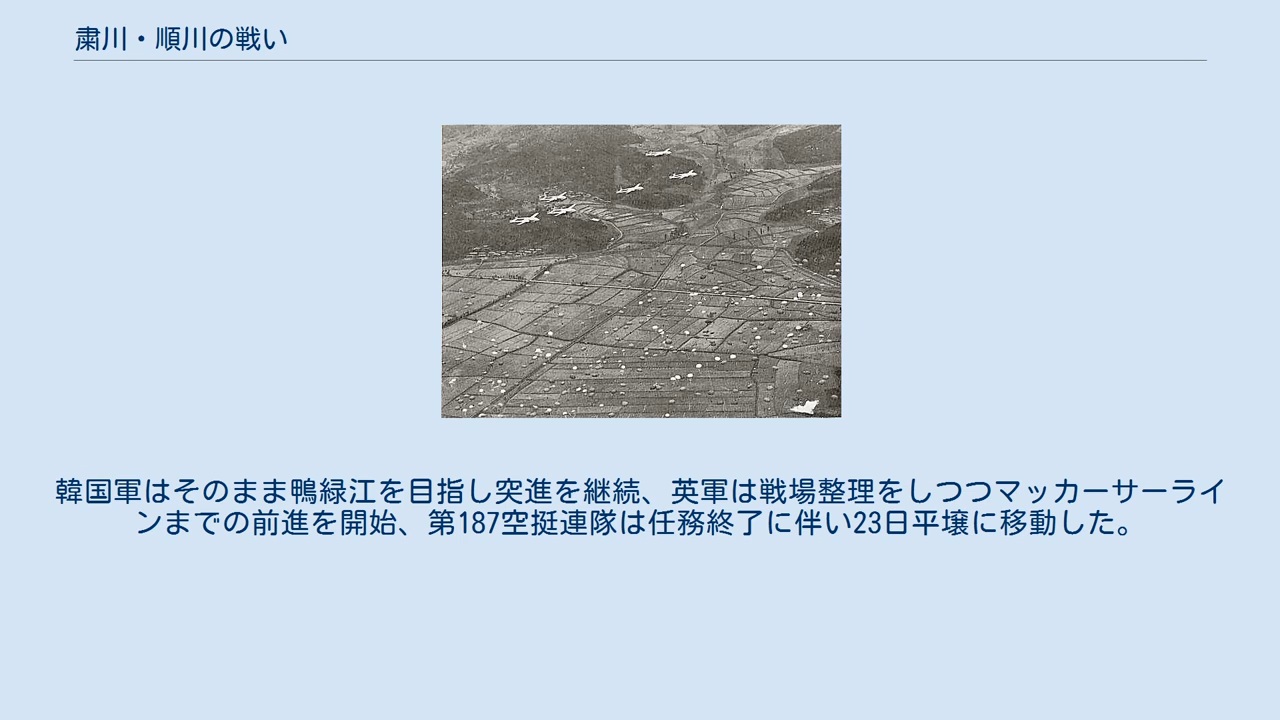 粛川・順川の戦い
韓国軍はそのまま鴨緑江を目指し突進を継続、英軍は戦場整理をしつつマッカーサーライ
ンまでの前進を開始、第187空挺連隊は任務終了に伴い23日平壌に移動した。